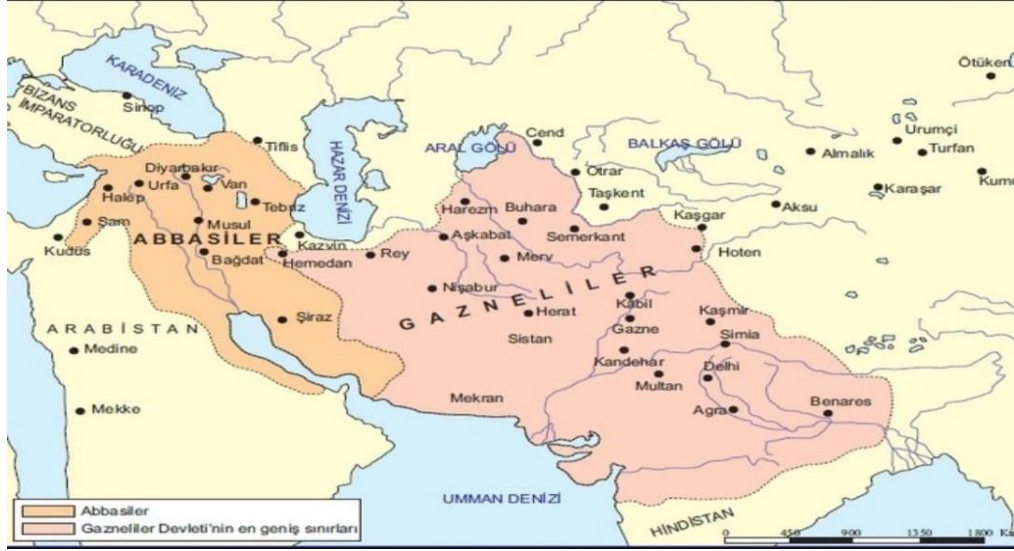 KARADENİZ
Sinop
BİZANS
İMPARATORLUĞU
Tiflis
HAZAR DENİZİ
ARAL GÖLÜ
Cend
BALKAŞ GÖLÜ
Ötüken
Urumçi
Turfan
Almalık
Otrar
Taşkent
Karaşar
Aksu
Diyarbakır
Urfa
Van
Halep
Tebriz
Harezm
Buhara
Kaşgar
Şam
Musul
Semerkant
ABBASİLER
Kazvin
Aşkabat
Kudüs
Bağdat
Hemedan
Rey
Merv
Hoten
GAZNELİLER
Nişabur
Kabil
Herat
Kaşmir
Şiraz
Gazne
ARABİSTAN
Sistan
Simia
Medine
Kandehar
Delhi
Multan
Mekran
Mekke
Agra
Benares
UMMAN DENİZİ
HİNDİSTAN
Abbasiler
Gazneliler Devleti'nin en geniş sınırları
0 450 900 1350 1800